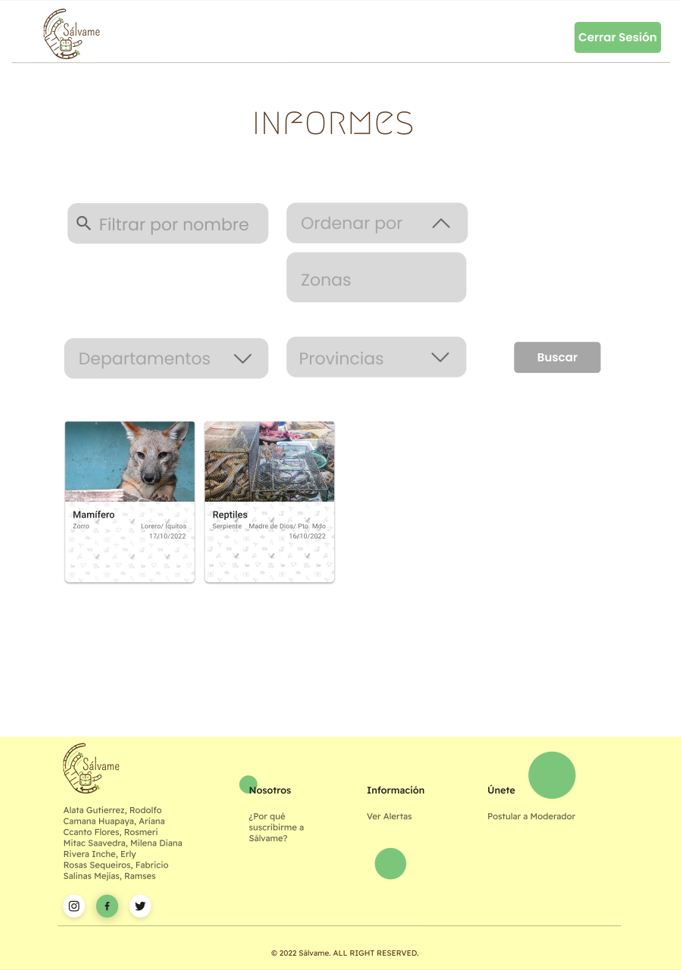 Sálvame
Cerrar Sesión
INFORMES
Filtrar por nombre
Ordenar por
Zonas
Departamentos
Provincias
Buscar
Mamífero
Zorro
Lorero/ Iquitos
17/10/2022
Reptiles
Serpiente
Madre de Dios/ Pto. Mdo
16/10/2022
Sálvame
Alata Gutierrez, Rodolfo
Camana Huapaya, Ariana
Ccanto Flores, Rosmeri
Mitac Saavedra, Milena Diana
Rivera Inche, Erly
Rosas Sequeiros, Fabricio
Salinas Mejías, Ramses
Nosotros
¿Por qué
suscribirme a
Sálvame?
Información
Ver Alertas
Únete
Postular a Moderador
© 2022 Sálvame. ALL RIGHT RESERVED.